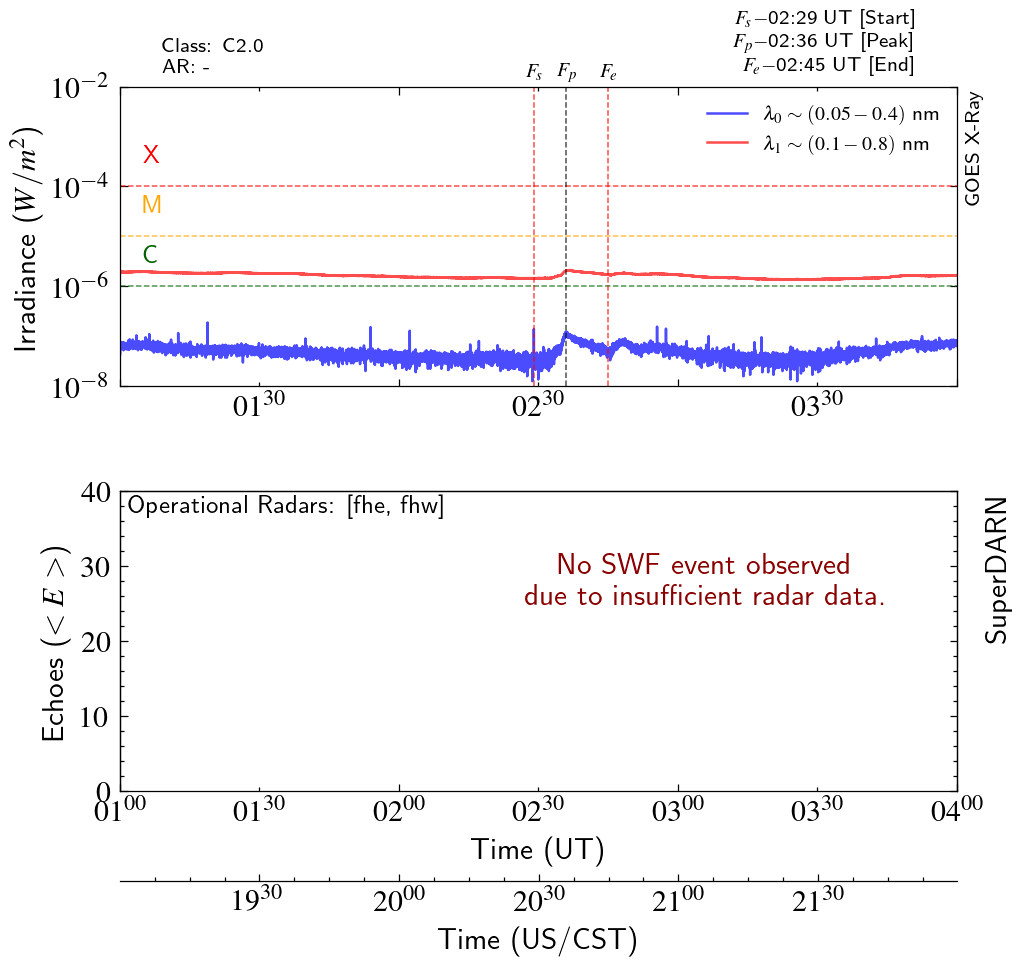 Class: C2.0
AR: -
Fₛ−02:29 UT [Start]
Fₚ−02:36 UT [Peak]
Fₑ−02:45 UT [End]
Fₛ Fₚ Fₑ
10⁻²
10⁻⁴
10⁻⁶
10⁻⁸
Irradiance (W/m²)
X
M
C
λ₀ ∼ (0.05 − 0.4) nm
λ₁ ∼ (0.1 − 0.8) nm
GOES X-Ray
01³⁰ 02³⁰ 03³⁰
40
30
20
10
0
Echoes (< E >)
Operational Radars: [fhe, fhw]
No SWF event observed
due to insufficient radar data.
SuperDARN
01⁰⁰ 01³⁰ 02⁰⁰ 02³⁰ 03⁰⁰ 03³⁰ 04⁰⁰
Time (UT)
19³⁰ 20⁰⁰ 20³⁰ 21⁰⁰ 21³⁰
Time (US/CST)